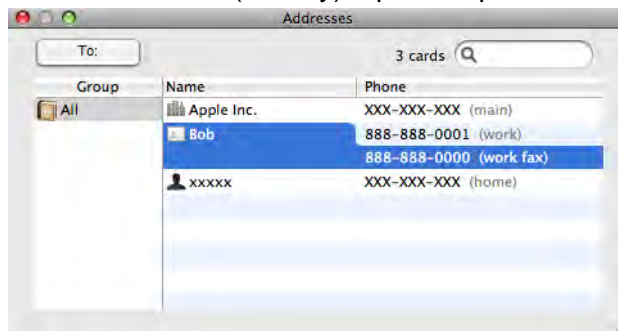 Addresses
To:
3 cards
Group Name Phone
All Apple Inc. XXX-XXX-XXX (main)
Bob 888-888-0001 (work)
888-888-0000 (work fax)
xxxxx XXX-XXX-XXX (home)